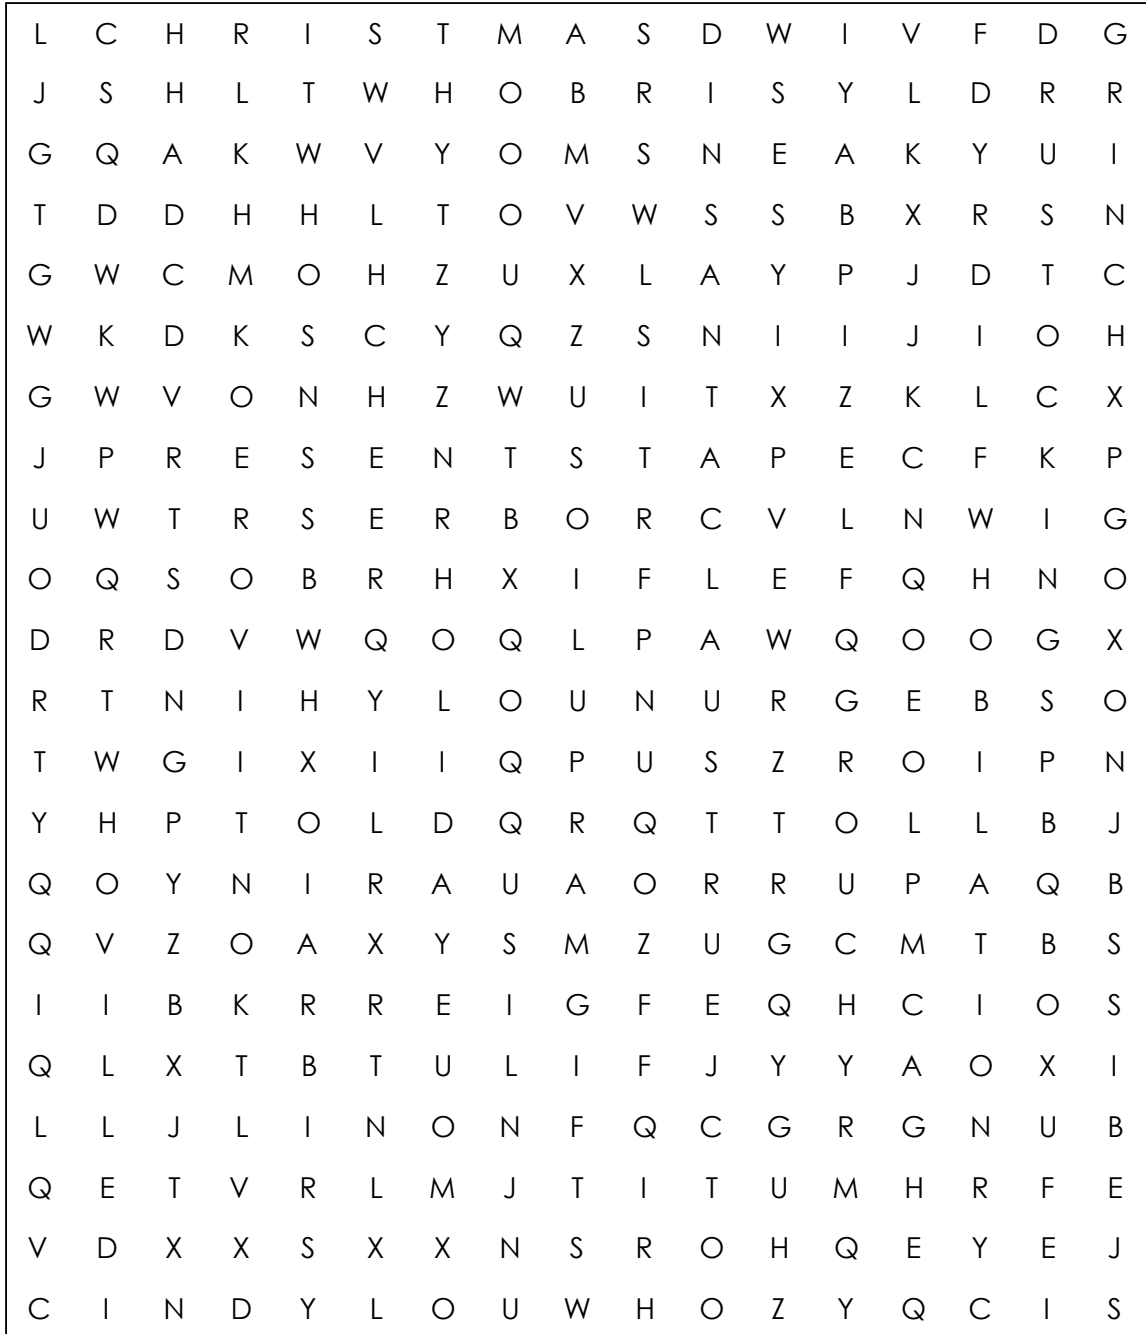 L C H R I S T M A S D W I V F D G
J S H L T W H O B R I S Y L D R R
G Q A K W V Y O M S N E A K Y U I
T D D H H L T O V W S S B X R S N
G W C M O H Z U X L A Y P J D T C
W K D K S C Y Q Z S N I I J I O H
G W V O N H Z W U I T X Z K L C X
J P R E S E N T S T A P E C F K P
U W T R S E R B O R C V L N W I G
O Q S O B R H X I F L E F Q H N O
D R D V W Q O Q L P A W Q O O G X
R T N I H Y L O U N U R G E B S O
T W G I X I I Q P U S Z R O I P N
Y H P T O L D Q R Q T T O L L B J
Q O Y N I R A U A O R R U P A Q B
Q V Z O A X Y S M Z U G C M T B S
I I B K R R E I G F E Q H C I O S
Q L X T B T U L I F J Y Y A O X I
L L J L I N O N F Q C G R G N U B
Q E T V R L M J T I T U M H R F E
V D X X S X X N S R O H Q E Y E J
C I N D Y L O U W H O Z Y Q C I S